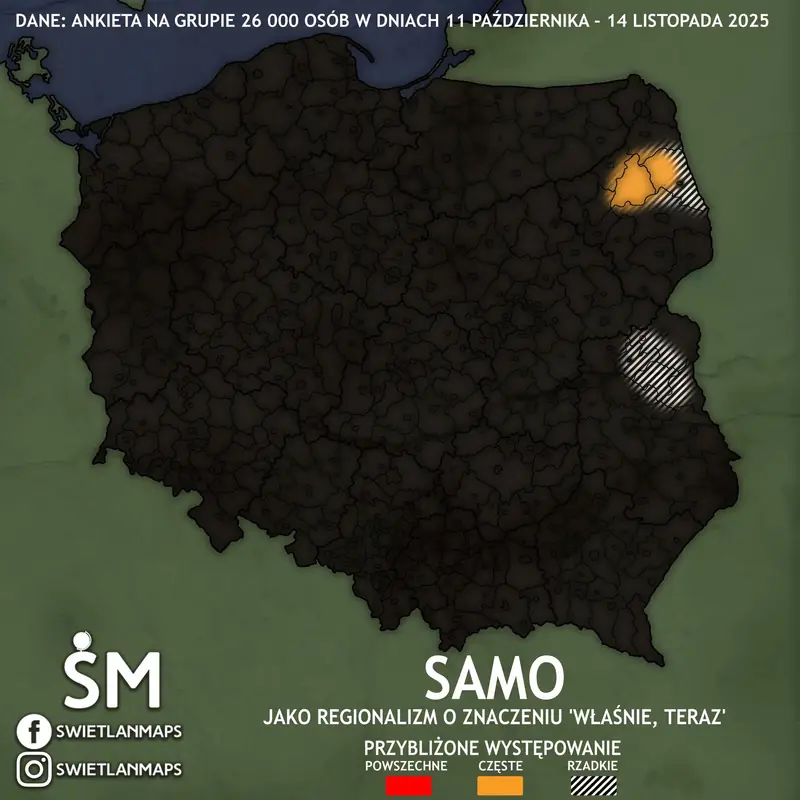 DANE: ANKIETA NA GRUPIE 26 000 OSÓB W DNIACH 11 PAŹDZIERNIKA - 14 LISTOPADA 2025
ŚM
SWIETLANMAPS
SWIETLANMAPS
SAMO
JAKO REGIONALIZM O ZNACZENIU 'WŁAŚNIE, TERAZ'
PRZYBLIŻONE WYSTĘPOWANIE
POWSZECHNE CZĘSTE RZADKIE